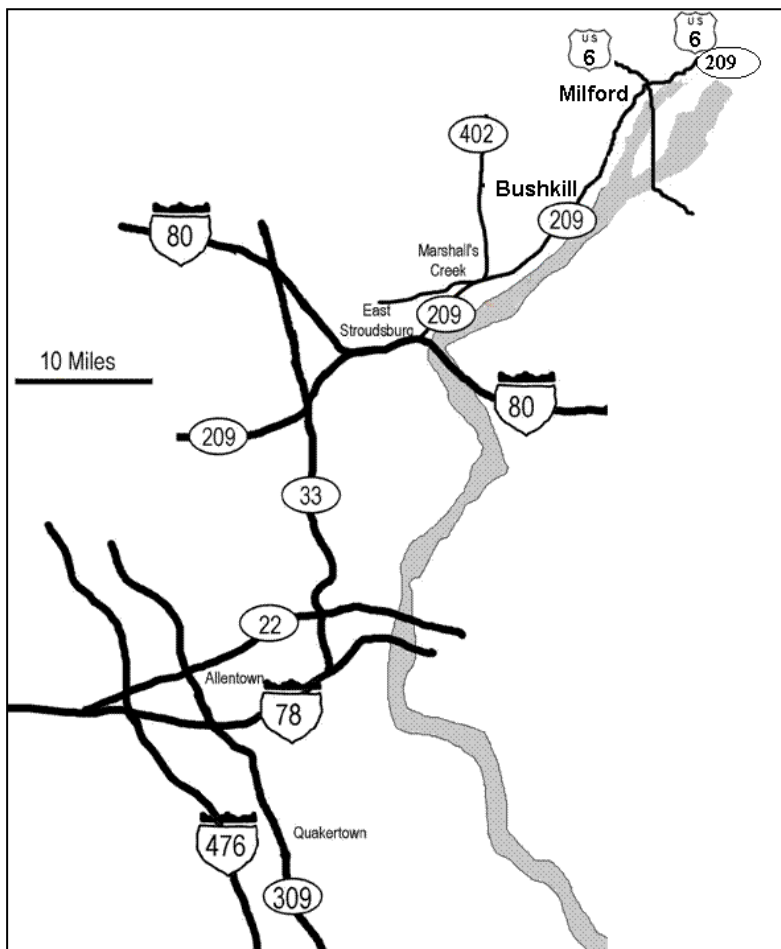 US
6
US
6
209
Milford
402
Bushkill
209
80
Marshall's
Creek
East
Stroudsburg
209
10 Miles
80
209
33
22
Allentown
78
Quakertown
476
309